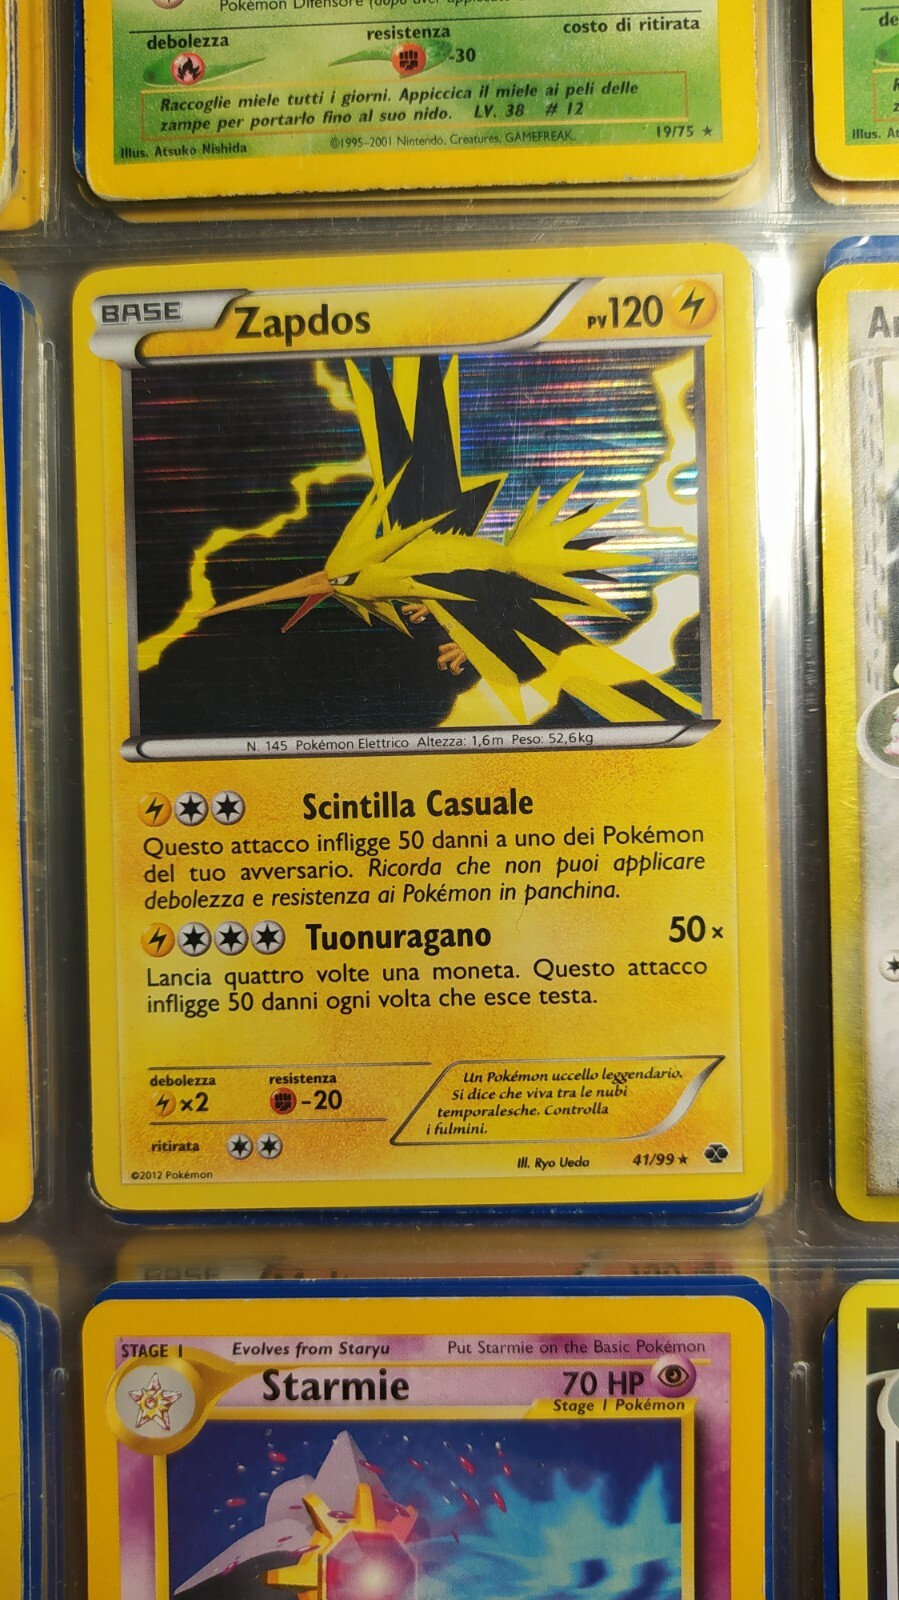 Pokémon Difensore (dopo aver
debolezza resistenza costo di ritirata
-30
Raccoglie miele tutti i giorni. Appiccica il miele ai peli delle
zampe per portarlo fino al suo nido. LV. 38 # 12
Illus. Atsuko Nishida ©1995-2001 Nintendo, Creatures, GAMEFREAK. 19/75 ★
Illus. At
BASE Zapdos PV120
N. 145 Pokémon Elettrico Altezza: 1,6m Peso: 52,6kg
Scintilla Casuale
Questo attacco infligge 50 danni a uno dei Pokémon
del tuo avversario. Ricorda che non puoi applicare
debolezza e resistenza ai Pokémon in panchina.
Tuonuragano 50×
Lancia quattro volte una moneta. Questo attacco
infligge 50 danni ogni volta che esce testa.
debolezza resistenza
×2 -20
ritirata
Un Pokémon uccello leggendario.
Si dice che viva tra le nubi
temporalesche. Controlla
i fulmini.
©2012 Pokémon Ill. Ryo Ueda 41/99 ★
STAGE 1 Evolves from Staryu Put Starmie on the Basic Pokémon
Starmie 70 HP
Stage 1 Pokémon